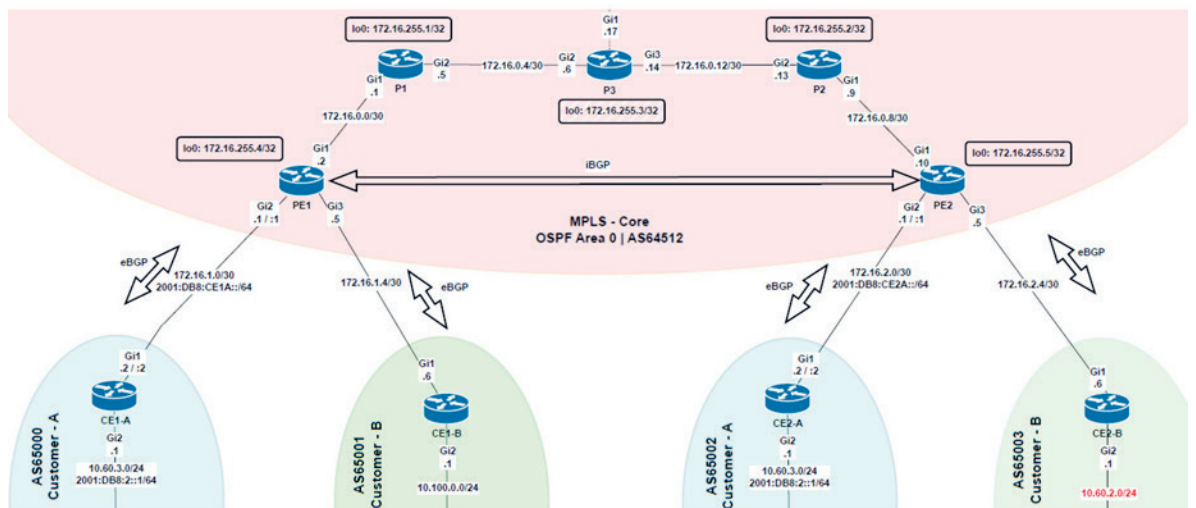 Gi1
.17
lo0: 172.16.255.1/32
lo0: 172.16.255.2/32
Gi2
.5
172.16.0.4/30
Gi2
.6
Gi3
.14
172.16.0.12/30
Gi2
.13
Gi1
.1
P1
P3
P2
Gi1
.9
lo0: 172.16.255.3/32
172.16.0.0/30
172.16.0.8/30
lo0: 172.16.255.4/32
Gi1
.2
iBGP
Gi1
.10
lo0: 172.16.255.5/32
PE1
PE2
Gi2
.1 / :1
Gi3
.5
MPLS - Core
OSPF Area 0 | AS64512
Gi2
.1 / :1
Gi3
.5
eBGP
172.16.1.0/30
2001:DB8:CE1A::/64
172.16.1.4/30
eBGP
eBGP
172.16.2.0/30
2001:DB8:CE2A::/64
172.16.2.4/30
eBGP
Gi1
.2 / :2
CE1-A
Gi2
.1
10.60.3.0/24
2001:DB8:2::1/64
AS65000
Customer - A
Gi1
.6
CE1-B
Gi2
.1
10.100.0.0/24
AS65001
Customer - B
Gi1
.2 / :2
CE2-A
Gi2
.1
10.60.3.0/24
2001:DB8:2::1/64
AS65002
Customer - A
Gi1
.6
CE2-B
Gi2
.1
10.60.2.0/24
AS65003
Customer - B